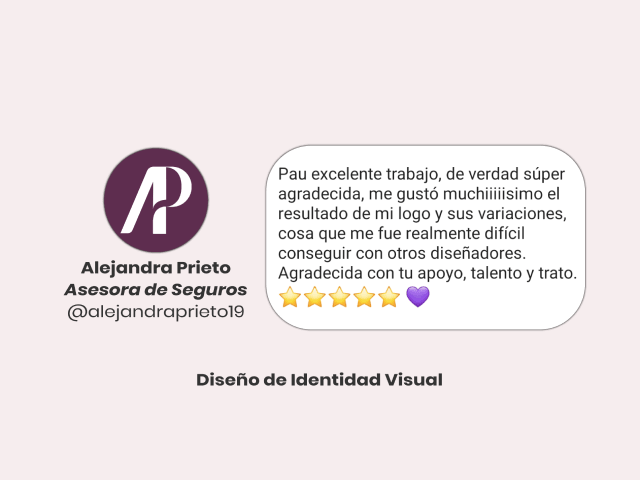 AP
Alejandra Prieto
Asesora de Seguros
@alejandraprieto19
Pau excelente trabajo, de verdad súper
agradecida, me gustó muchiiiiisimo el
resultado de mi logo y sus variaciones,
cosa que me fue realmente difícil
conseguir con otros diseñadores.
Agradecida con tu apoyo, talento y trato.
⭐⭐⭐⭐⭐💜
Diseño de Identidad Visual